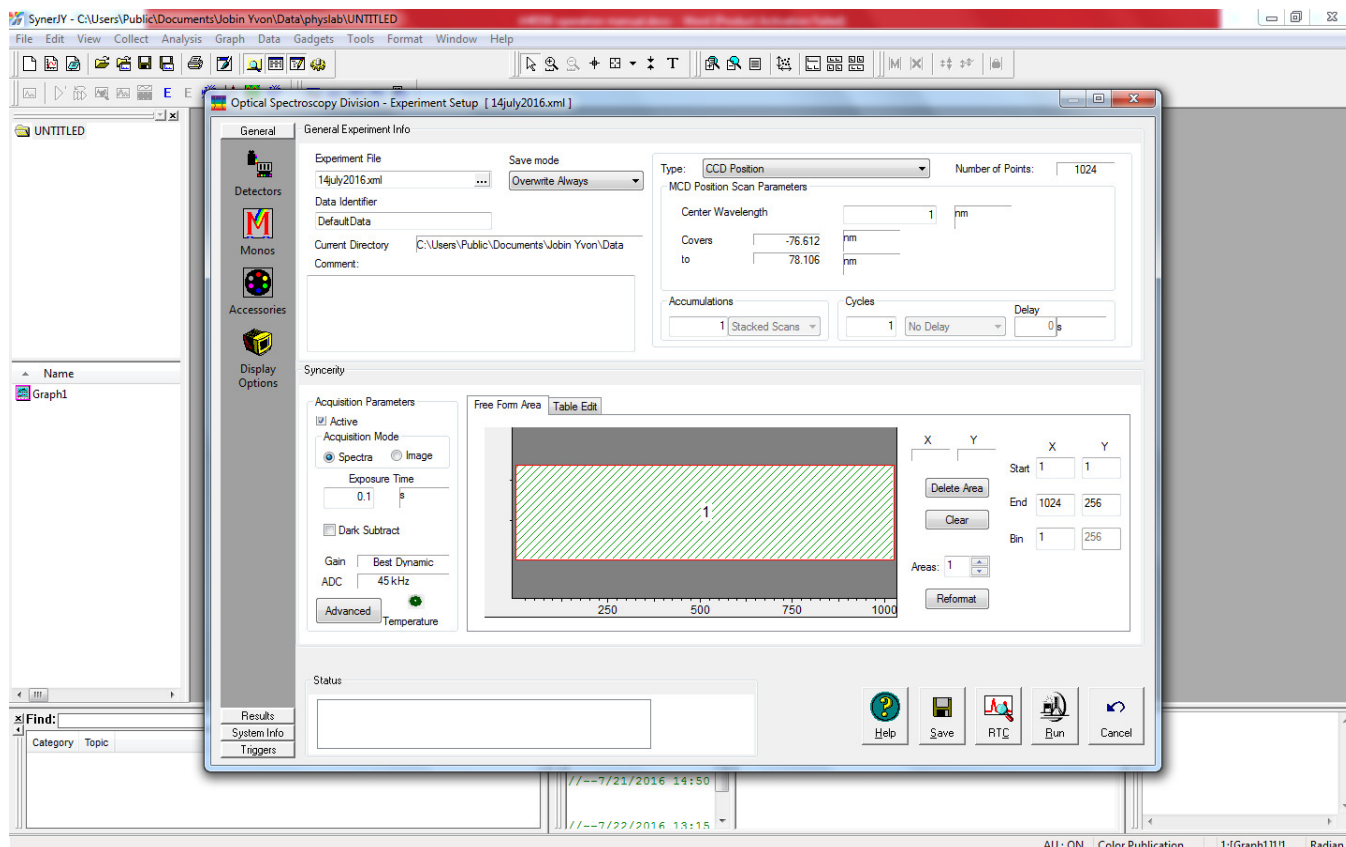 SynerJY - C:\Users\Public\Documents\Jobin Yvon\Data\physlab\UNTITLED
File Edit View Collect Analysis Graph Data Gadgets Tools Format Window Help
UNTITLED
Name
Graph1
Optical Spectroscopy Division - Experiment Setup [ 14july2016.xml ]
General
Detectors
Monos
Accessories
Display
Options
Results
System Info
Triggers
General Experiment Info
Experiment File
14july2016.xml ...
Save mode
Overwrite Always
Data Identifier
DefaultData
Current Directory C:\Users\Public\Documents\Jobin Yvon\Data
Comment:
Type: CCD Position Number of Points: 1024
MCD Position Scan Parameters
Center Wavelength 1 nm
Covers -76.612 nm
to 78.106 nm
Accumulations
1 Stacked Scans
Cycles
1 No Delay
Delay
0 s
Syncerity
Acquisition Parameters
Active
Acquisition Mode
Spectra Image
Exposure Time
0.1 s
Dark Subtract
Gain Best Dynamic
ADC 45 kHz
Advanced
Temperature
Free Form Area Table Edit
1
250 500 750 1000
X Y
Delete Area
Clear
Areas: 1
Reformat
X Y
Start 1 1
End 1024 256
Bin 1 256
Status
Help Save RTC Run Cancel
Find:
Category Topic
//--7/21/2016 14:50
//--7/22/2016 13:15
AU : ON Color Publication 1:[Graph1]1!1 Radian